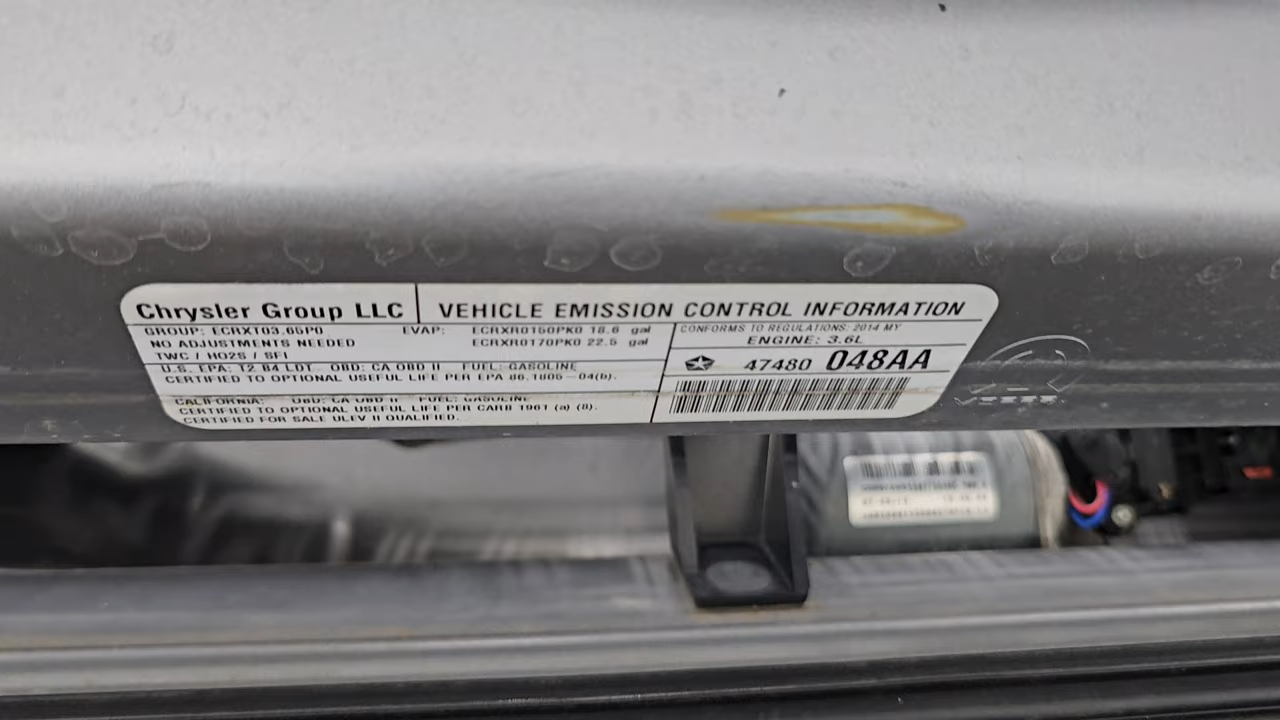 Chrysler Group LLC
VEHICLE EMISSION CONTROL INFORMATION
GROUP: ECRXT03.65P0
EVAP: ECRXR0150PK0 18.6 gal
ECRXR0170PK0 22.5 gal
NO ADJUSTMENTS NEEDED
TWC / HO2S / SFI
CONFORMS TO REGULATIONS: 2014 MY
ENGINE: 3.6L
47480 048AA
U.S. EPA: T2 B4 LDT OBD: CA OBD II FUEL: GASOLINE
CERTIFIED TO OPTIONAL USEFUL LIFE PER EPA 86.1805-04(b).
CALIFORNIA: OBD: CA OBD II FUEL: GASOLINE
CERTIFIED TO OPTIONAL USEFUL LIFE PER CARB 1961 (a) (8).
CERTIFIED FOR SALE ULEV II QUALIFIED.